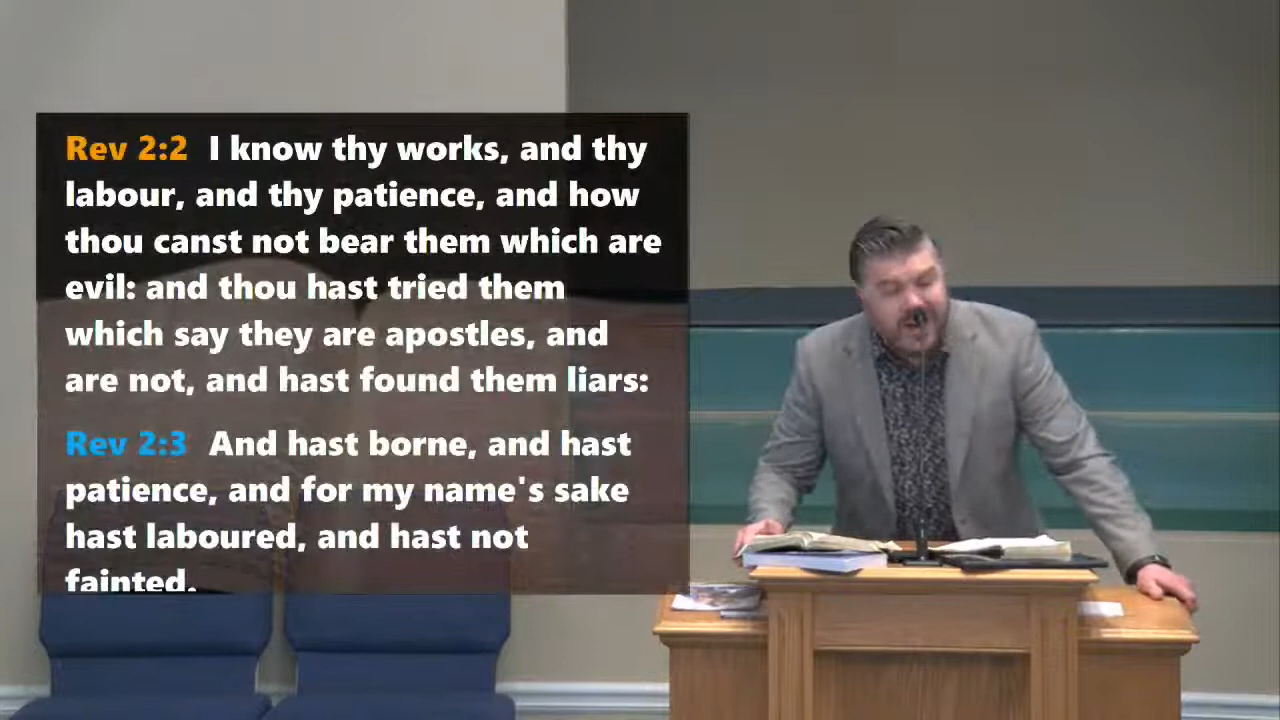 Rev 2:2 I know thy works, and thy
labour, and thy patience, and how
thou canst not bear them which are
evil: and thou hast tried them
which say they are apostles, and
are not, and hast found them liars:
Rev 2:3 And hast borne, and hast
patience, and for my name's sake
hast laboured, and hast not
fainted.